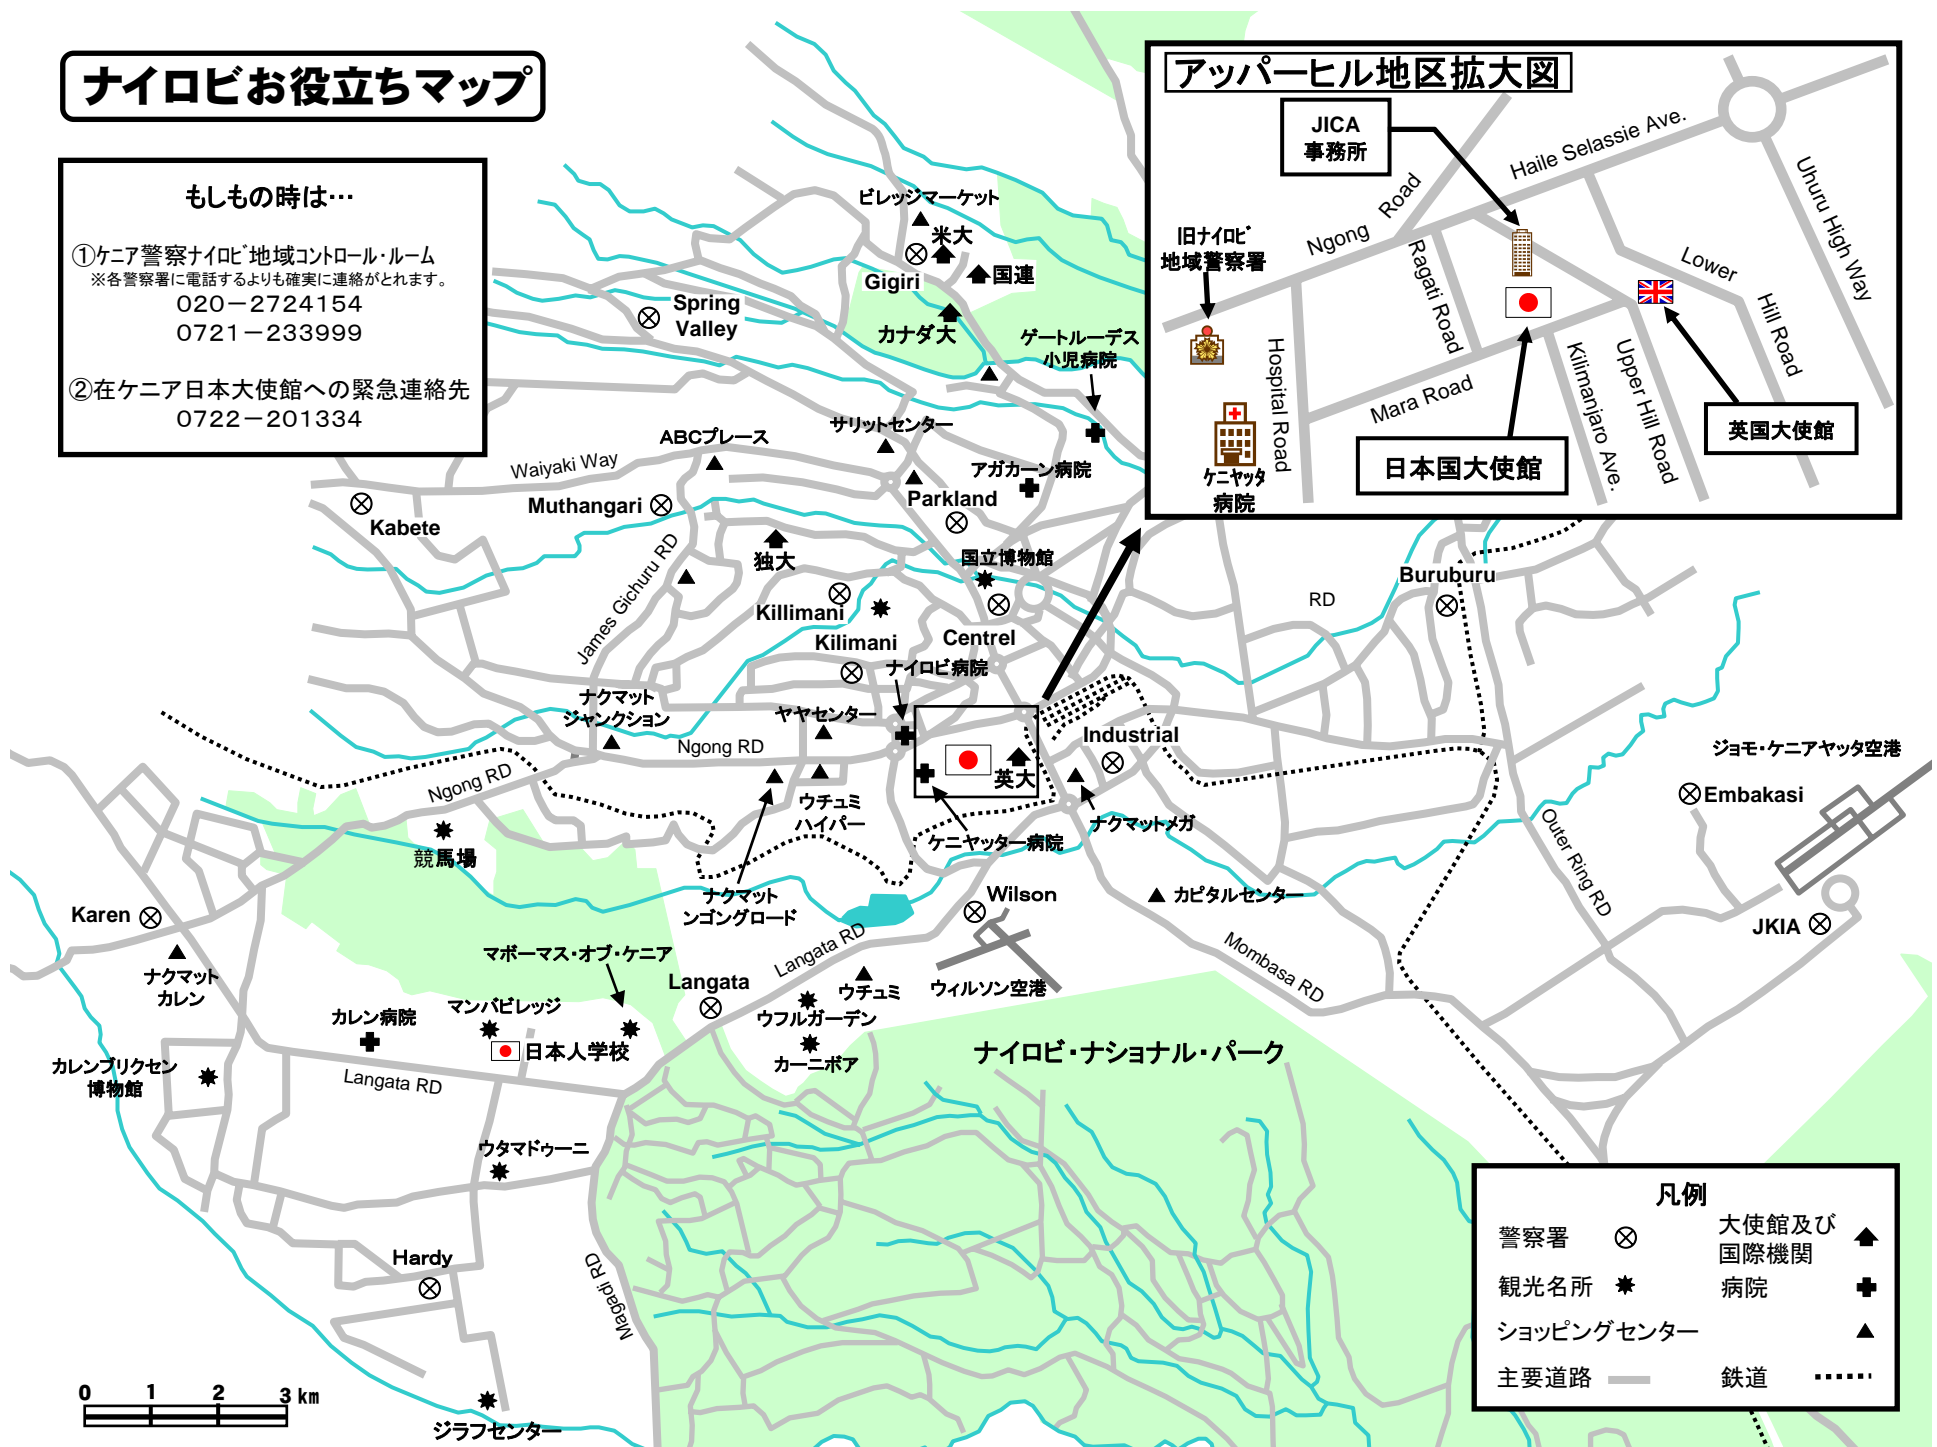 ナイロビお役立ちマップ
もしもの時は…
①ｹﾆｱ警察ﾅｲﾛﾋﾞ地域ｺﾝﾄﾛｰﾙ･ﾙｰﾑ
※各警察署に電話するよりも確実に連絡がとれます。
020－2724154
0721－233999
②在ケニア日本大使館への緊急連絡先
0722－201334
アッパーヒル地区拡大図
JICA
事務所
Haile Selassie Ave.
Uhuru High Way
Ngong
Road
旧ﾅｲﾛﾋﾞ
地域警察署
Ragati Road
Lower
Hill Road
Hospital Road
Mara Road
Kilimanjaro Ave.
Upper Hill Road
ｹﾆﾔｯﾀ
病院
日本国大使館
英国大使館
ビレッジマーケット
米大
国連
Gigiri
カナダ大
Spring
Valley
ゲートルーデス
小児病院
サリットセンター
ABCプレース
Waiyaki Way
アガカーン病院
Parkland
Muthangari
Kabete
独大
国立博物館
James Gichuru RD
Killimani
Kilimani
Centrel
ナイロビ病院
Buruburu
RD
ナクマット
ジャンクション
ヤヤセンター
Ngong RD
Industrial
英大
ジョモ・ケニアヤッタ空港
Embakasi
Ngong RD
ウチュミ
ハイパー
ナクマットメガ
ケニヤッター病院
競馬場
Outer Ring RD
ナクマット
ンゴングロード
Wilson
カピタルセンター
Karen
JKIA
ナクマット
カレン
マボーマス・オブ・ケニア
Langata RD
Mombasa RD
Langata
ウチュミ
ウィルソン空港
カレン病院
マンバビレッジ
ウフルガーデン
日本人学校
カーニボア
ナイロビ・ナショナル・パーク
カレンブリクセン
博物館
Langata RD
ウタマドゥーニ
Hardy
Magadi RD
ジラフセンター
0 1 2 3 km
凡例
警察署
大使館及び
国際機関
観光名所
病院
ショッピングセンター
主要道路
鉄道